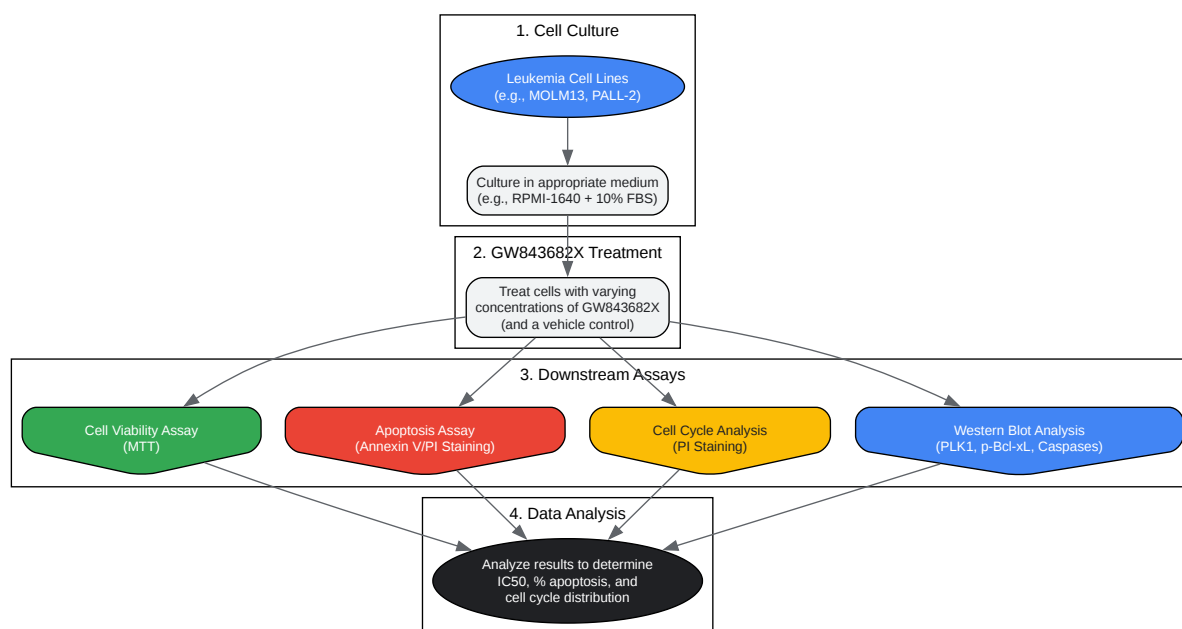 1. Cell Culture
Leukemia Cell Lines
(e.g., MOLM13, PALL-2)
Culture in appropriate medium
(e.g., RPMI-1640 + 10% FBS)
2. GW843682X Treatment
Treat cells with varying
concentrations of GW843682X
(and a vehicle control)
3. Downstream Assays
Cell Viability Assay
(MTT)
Apoptosis Assay
(Annexin V/PI Staining)
Cell Cycle Analysis
(PI Staining)
Western Blot Analysis
(PLK1, p-Bcl-xL, Caspases)
4. Data Analysis
Analyze results to determine
IC50, % apoptosis, and
cell cycle distribution